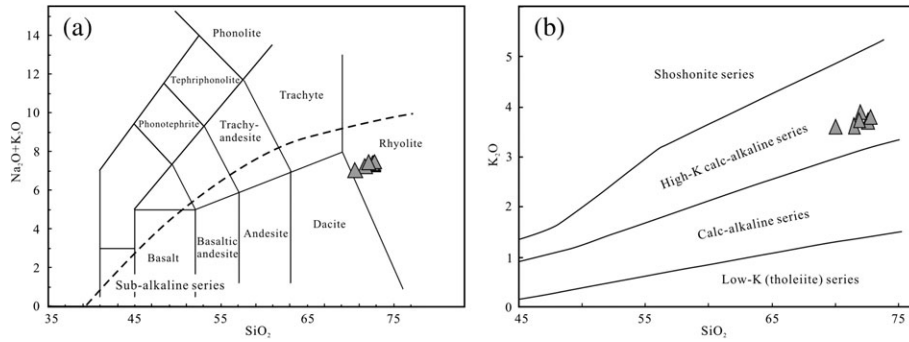 (a)
Phonolite
Tephriphonolite
Phonotephrite
Trachy-
andesite
Trachyte
Rhyolite
Basalt
Basaltic
andesite
Andesite
Dacite
Sub-alkaline series
Na₂O+K₂O
14
12
10
8
6
4
2
0
35
45
55
65
75
SiO₂
(b)
Shoshonite series
High-K calc-alkaline series
Calc-alkaline series
Low-K (tholeiite) series
K₂O
5
4
3
2
1
0
45
55
65
75
SiO₂